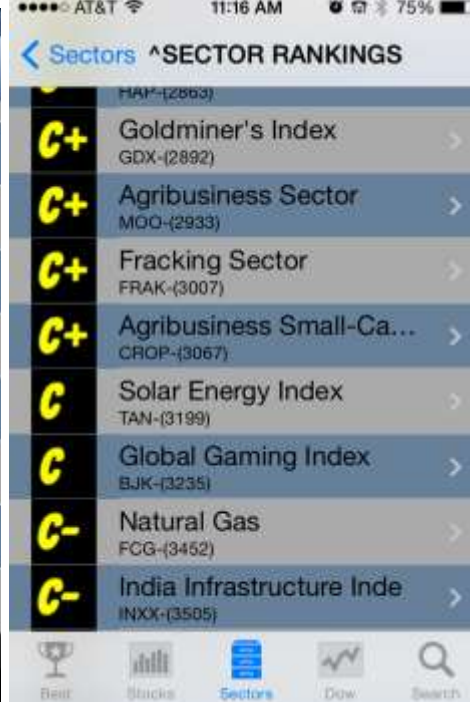 AT&T 11:16 AM 75%
Sectors ^SECTOR RANKINGS
HAP-(2863)
C+ Goldminer's Index
GDX-(2892)
C+ Agribusiness Sector
MOO-(2933)
C+ Fracking Sector
FRAK-(3007)
C+ Agribusiness Small-Ca...
CROP-(3067)
C Solar Energy Index
TAN-(3199)
C Global Gaming Index
BJK-(3235)
C- Natural Gas
FCG-(3452)
C- India Infrastructure Inde
INXX-(3505)
Best Stocks Sectors Dow Search